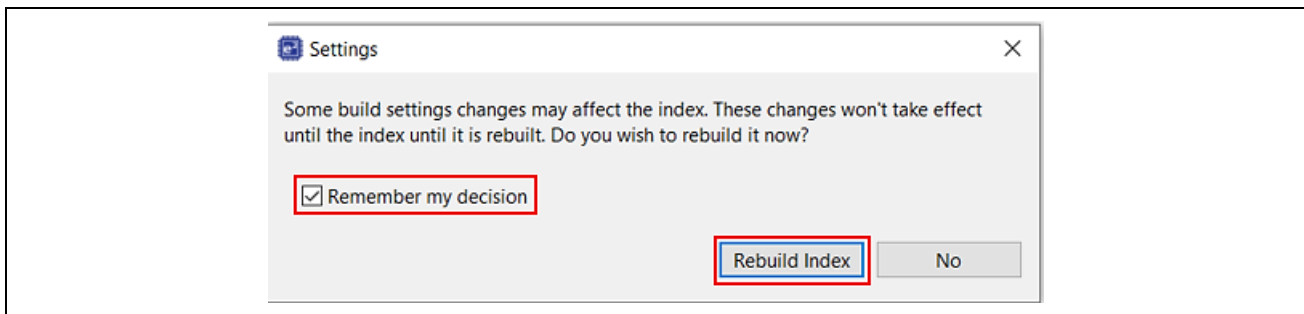 Settings
Some build settings changes may affect the index. These changes won't take effect
until the index until it is rebuilt. Do you wish to rebuild it now?
Remember my decision
Rebuild Index No